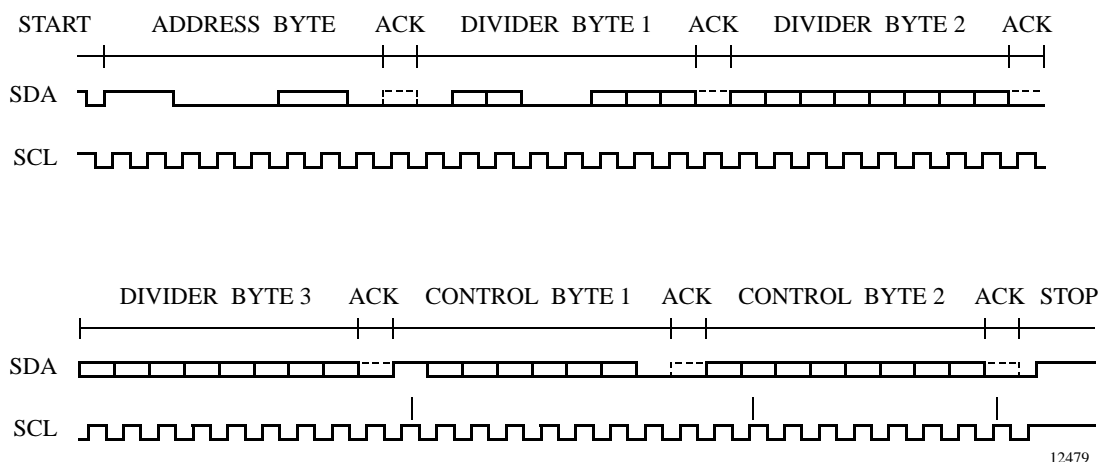 START ADDRESS BYTE ACK DIVIDER BYTE 1 ACK DIVIDER BYTE 2 ACK
SDA
SCL
DIVIDER BYTE 3 ACK CONTROL BYTE 1 ACK CONTROL BYTE 2 ACK STOP
SDA
SCL
12479